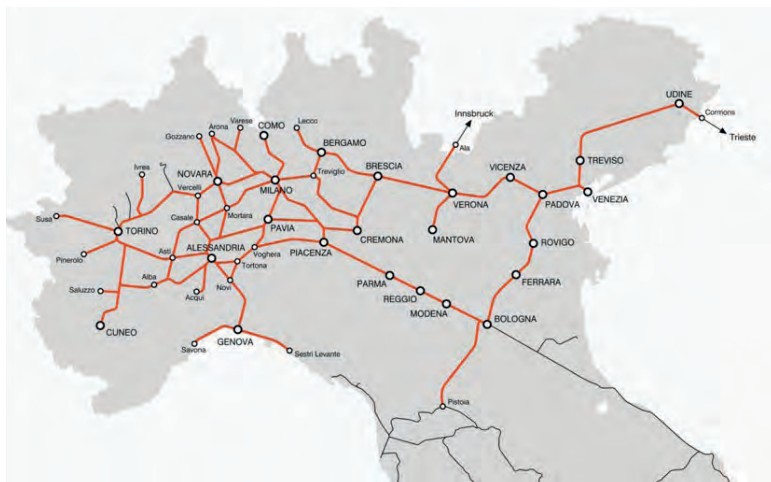 UDINE
Cormons
Innsbruck
Trieste
Varese
Arona
COMO
Lecco
Gozzano
BERGAMO
Ala
TREVISO
Ivrea
NOVARA
Treviglio
BRESCIA
VICENZA
Vercelli
MILANO
PADOVA
VENEZIA
VERONA
Susa
Casale
Mortara
TORINO
PAVIA
CREMONA
MANTOVA
ROVIGO
Asti
ALESSANDRIA
Voghera
PIACENZA
Pinerolo
Tortona
Alba
PARMA
FERRARA
Saluzzo
Acqui
Novi
REGGIO
MODENA
BOLOGNA
CUNEO
GENOVA
Savona
Sestri Levante
Pistoia